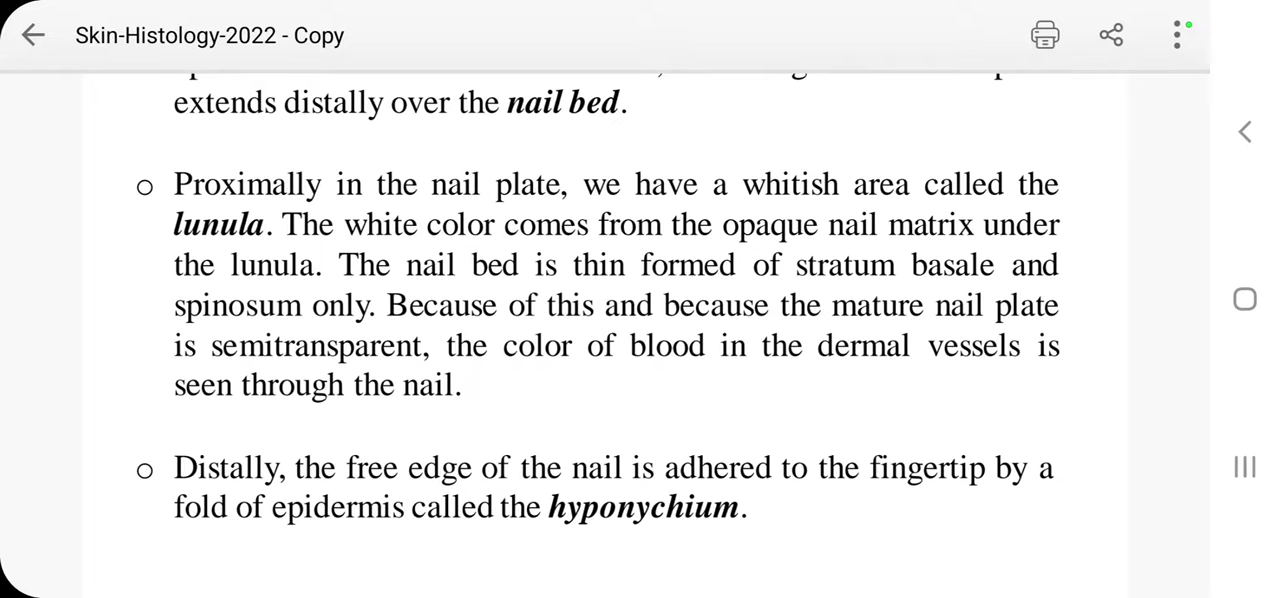 Skin-Histology-2022 - Copy
extends distally over the nail bed.
o Proximally in the nail plate, we have a whitish area called the
lunula. The white color comes from the opaque nail matrix under
the lunula. The nail bed is thin formed of stratum basale and
spinosum only. Because of this and because the mature nail plate
is semitransparent, the color of blood in the dermal vessels is
seen through the nail.
o Distally, the free edge of the nail is adhered to the fingertip by a
fold of epidermis called the hyponychium.